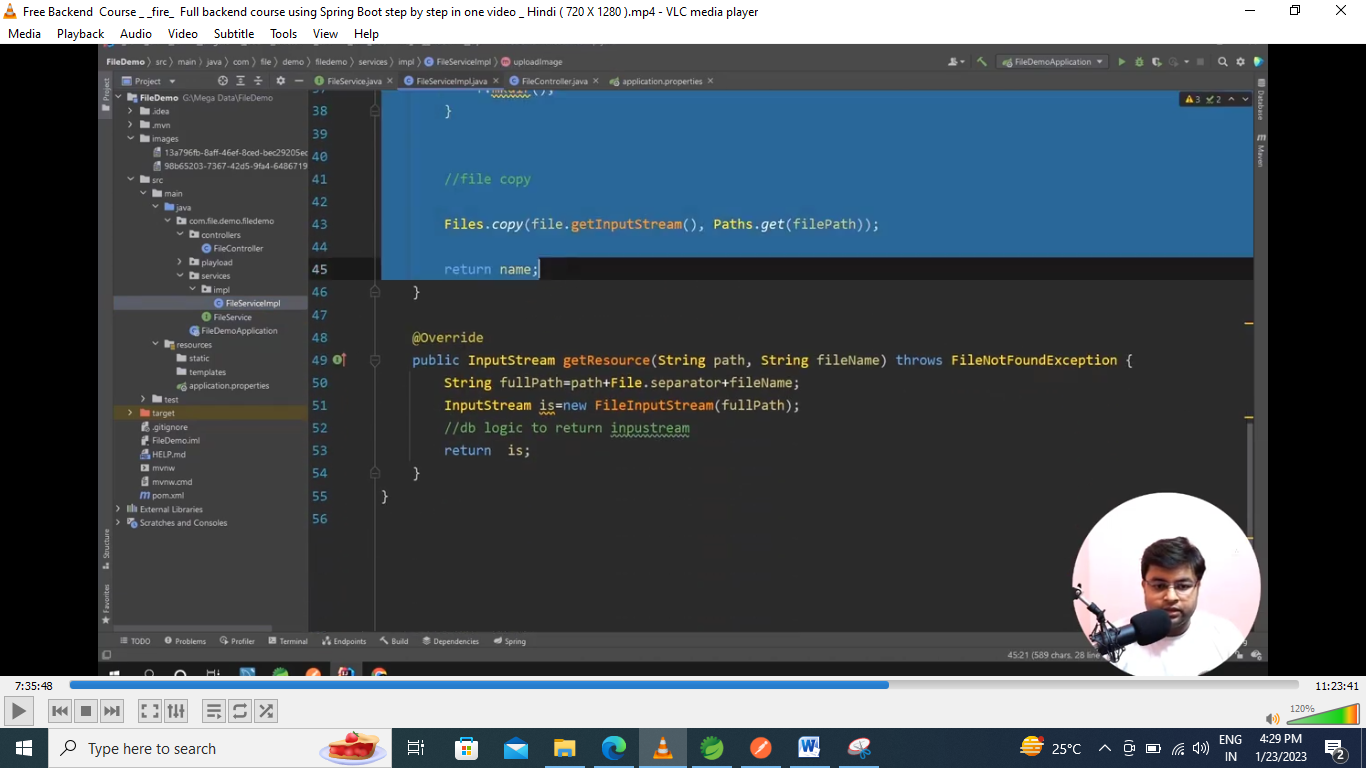 Free Backend Course _ _fire_ Full backend course using Spring Boot step by step in one video _ Hindi ( 720 X 1280 ).mp4 - VLC media player
Media Playback Audio Video Subtitle Tools View Help
FileDemo › src › main › java › com › file › demo › filedemo › services › impl › FileServiceImpl › uploadImage
FileDemoApplication
Project
FileService.java FileServiceImpl.java FileController.java application.properties
Project
FileDemo G:\Mega Data\FileDemo
.idea
.mvn
images
13a796fb-8aff-46ef-8ced-bec29205ed
98b65203-7367-42d5-9fa4-6486719
src
main
java
com.file.demo.filedemo
controllers
FileController
playload
services
impl
FileServiceImpl
FileService
FileDemoApplication
resources
static
templates
application.properties
test
target
.gitignore
FileDemo.iml
HELP.md
mvnw
mvnw.cmd
pom.xml
External Libraries
Scratches and Consoles
Structure
Favorites
37 f.mkdir();
38 }
39
40
41 //file copy
42
43 Files.copy(file.getInputStream(), Paths.get(filePath));
44
45 return name;
46 }
47
48 @Override
49 public InputStream getResource(String path, String fileName) throws FileNotFoundException {
50 String fullPath=path+File.separator+fileName;
51 InputStream is=new FileInputStream(fullPath);
52 //db logic to return inpustream
53 return is;
54 }
55 }
56
3 2
Database
Maven
TODO Problems Profiler Terminal Endpoints Build Dependencies Spring
45:21 (589 chars, 28 line
7:35:48
11:23:41
120%
Type here to search
25°C
ENG
IN
4:29 PM
1/23/2023
2